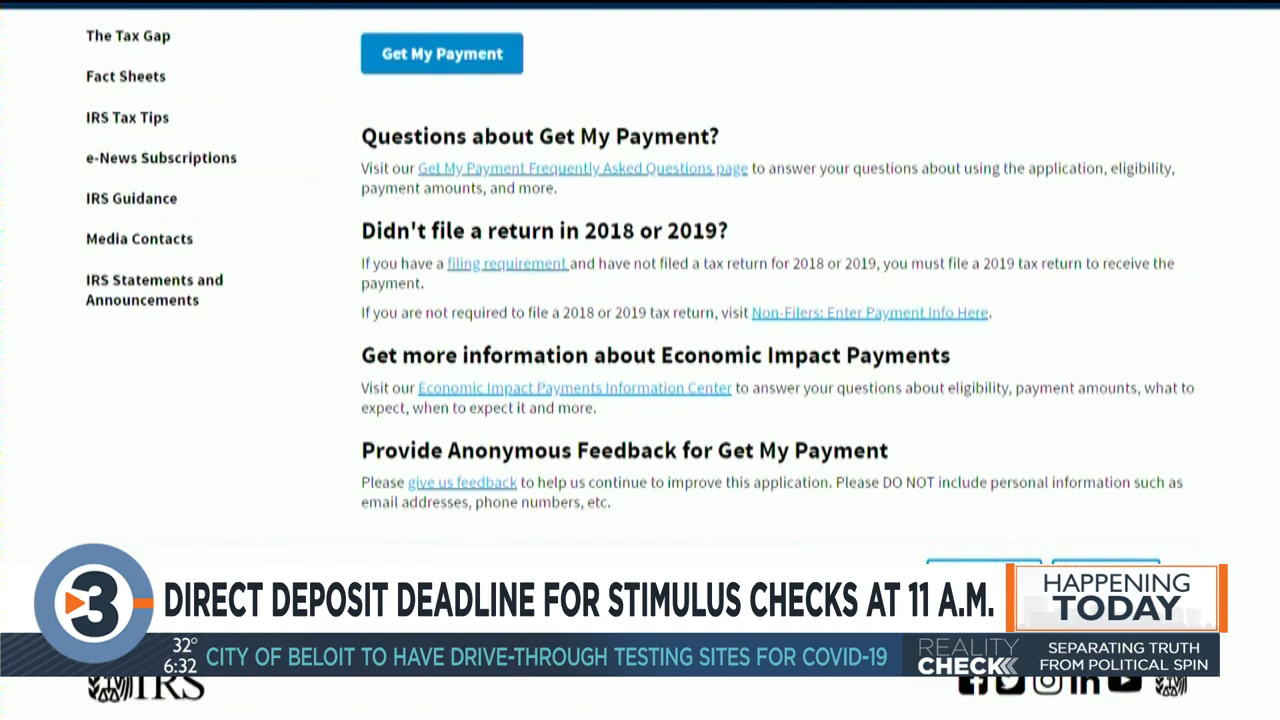 The Tax Gap
Fact Sheets
IRS Tax Tips
e-News Subscriptions
IRS Guidance
Media Contacts
IRS Statements and
Announcements
Get My Payment
Questions about Get My Payment?
Visit our Get My Payment Frequently Asked Questions page to answer your questions about using the application, eligibility,
payment amounts, and more.
Didn't file a return in 2018 or 2019?
If you have a filing requirement and have not filed a tax return for 2018 or 2019, you must file a 2019 tax return to receive the
payment.
If you are not required to file a 2018 or 2019 tax return, visit Non-Filers: Enter Payment Info Here.
Get more information about Economic Impact Payments
Visit our Economic Impact Payments Information Center to answer your questions about eligibility, payment amounts, what to
expect, when to expect it and more.
Provide Anonymous Feedback for Get My Payment
Please give us feedback to help us continue to improve this application. Please DO NOT include personal information such as
email addresses, phone numbers, etc.
3
DIRECT DEPOSIT DEADLINE FOR STIMULUS CHECKS AT 11 A.M.
HAPPENING
TODAY
32°
6:32
CITY OF BELOIT TO HAVE DRIVE-THROUGH TESTING SITES FOR COVID-19
REALITY
CHECK
SEPARATING TRUTH
FROM POLITICAL SPIN
IRS